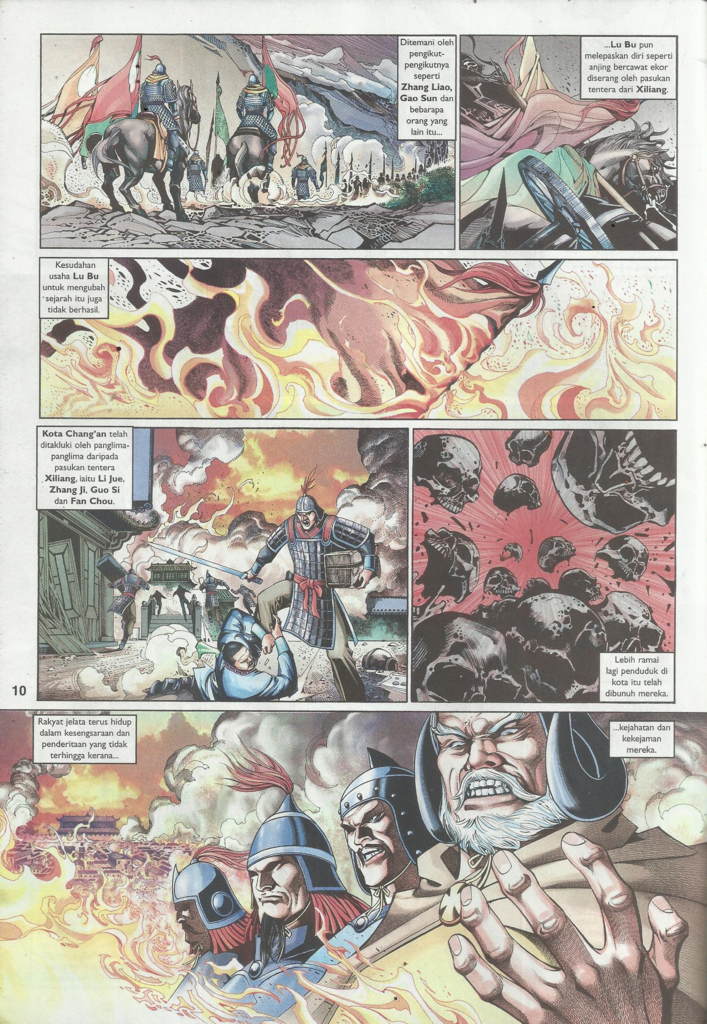 Ditemani oleh
pengikut-
pengikutnya
seperti
Zhang Liao,
Gao Sun dan
bebarapa
orang yang
lain itu...
...Lu Bu pun
melepaskan diri seperti
anjing bercawat ekor
diserang oleh pasukan
tentera dari Xiliang.
Kesudahan
usaha Lu Bu
untuk mengubah
sejarah itu juga
tidak berhasil.
Kota Chang'an telah
ditakluki oleh panglima-
panglima daripada
pasukan tentera
Xiliang, iaitu Li Jue,
Zhang Ji, Guo Si
dan Fan Chou.
Lebih ramai
lagi penduduk di
kota itu telah
dibunuh mereka.
10
Rakyat jelata terus hidup
dalam kesengsaraan dan
penderitaan yang tidak
terhingga kerana...
...kejahatan dan
kekejaman
mereka.